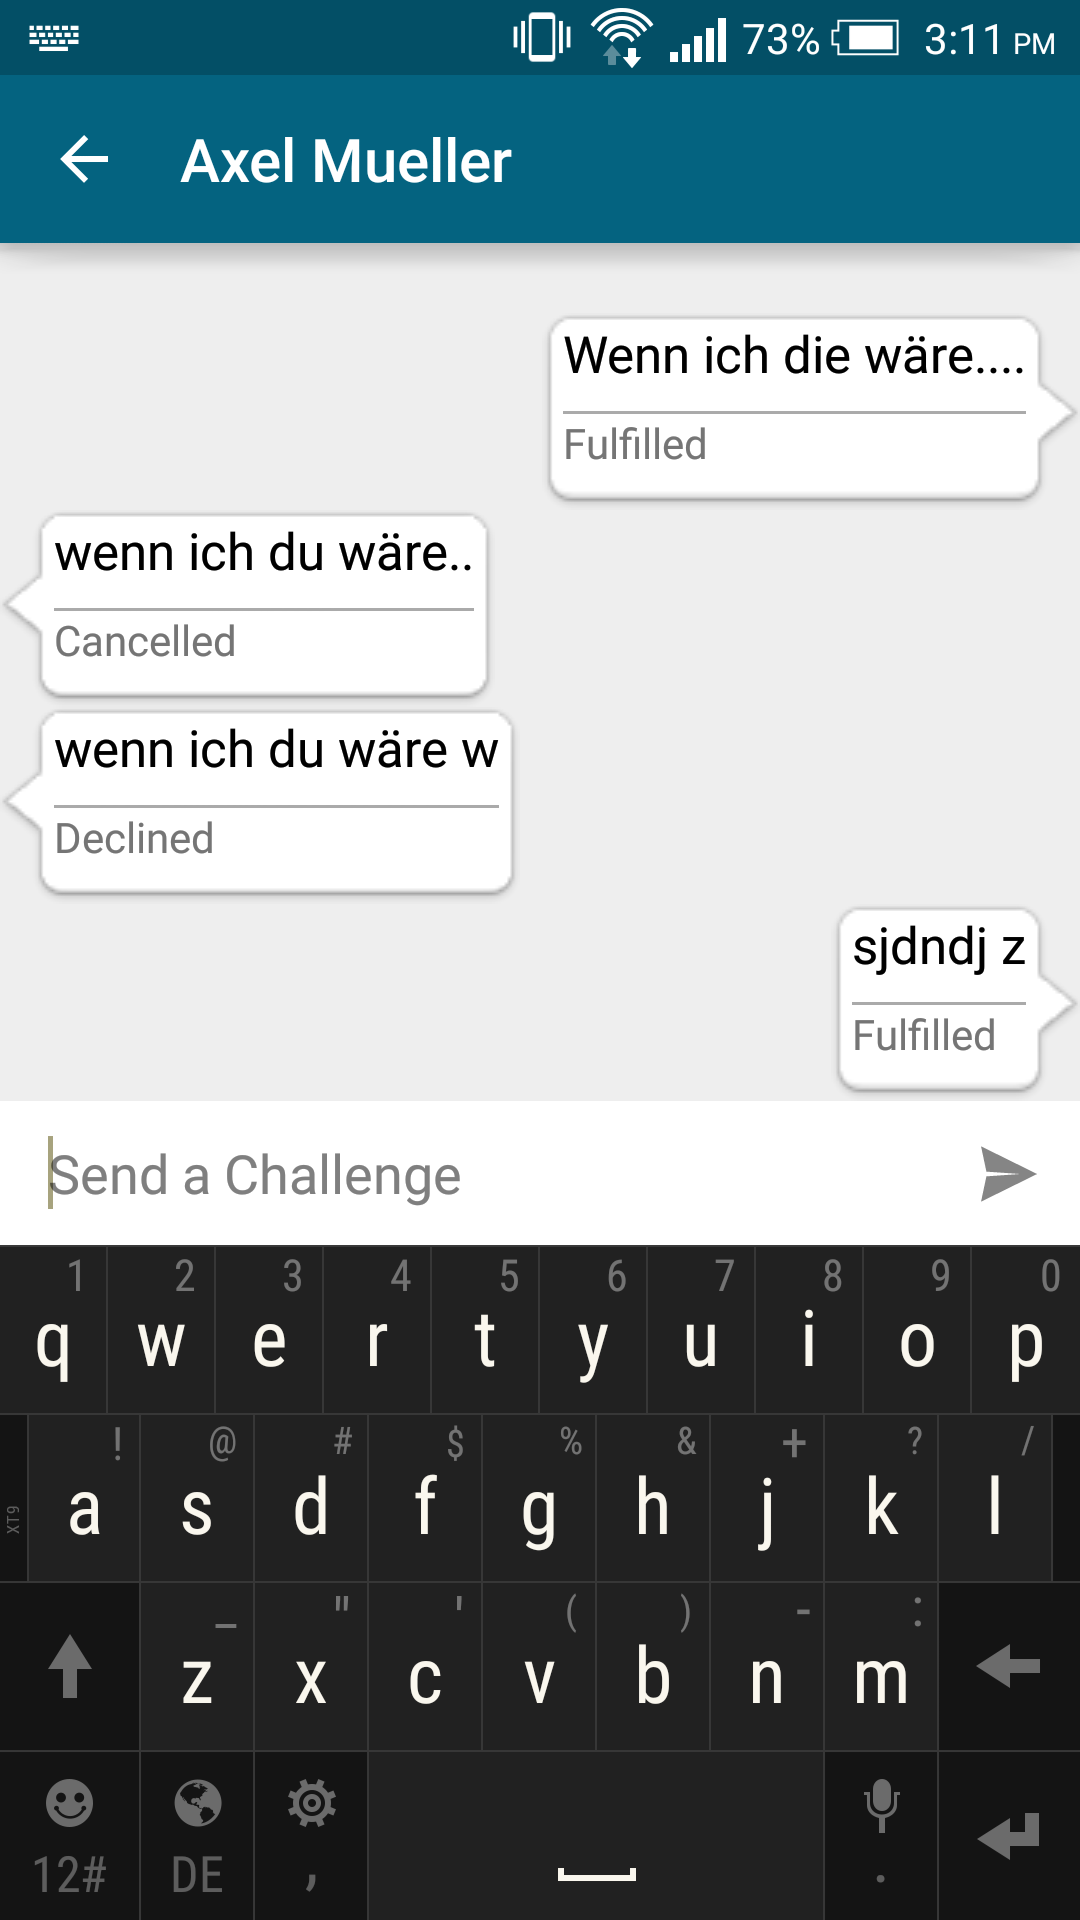 73% 3:11 PM
Axel Mueller
Wenn ich die wäre....
Fulfilled
wenn ich du wäre..
Cancelled
wenn ich du wäre w
Declined
sjdndj z
Fulfilled
Send a Challenge
1 2 3 4 5 6 7 8 9 0
q w e r t y u i o p
! @ # $ % & + ? /
XT9 a s d f g h j k l
_ " ' ( ) - :
z x c v b n m
12# DE , .